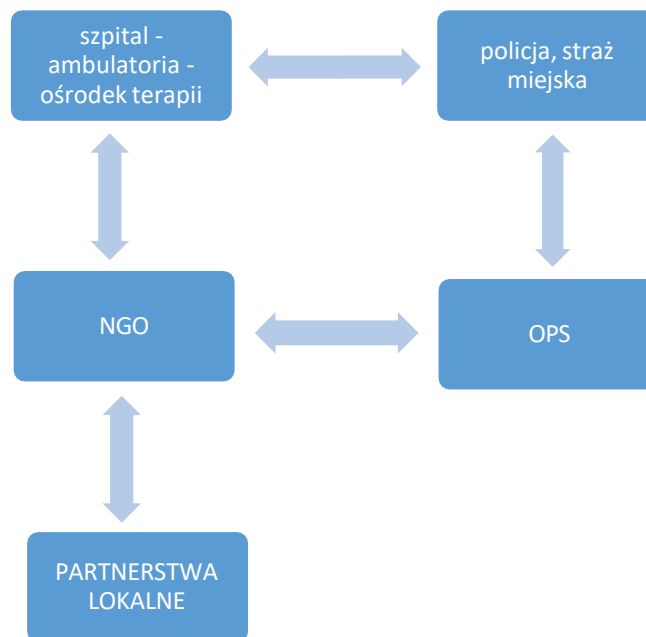 szpital -
ambulatoria -
ośrodek terapii
policja, straż
miejska
NGO
OPS
PARTNERSTWA
LOKALNE